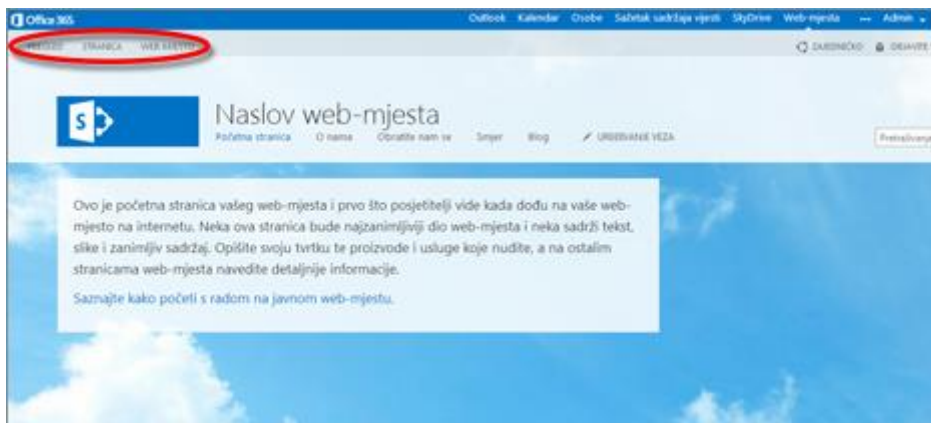 Office 365
Outlook Kalendar Osobe Sažetak sadržaja vijesti SkyDrive Web-mjesta ... Admin
STRANICA WEB-MJESTO
ZAJEDNIČKO
Naslov web-mjesta
Početna stranica O nama Obratite nam se Smjer Blog UREĐIVANJE VEZA
Ovo je početna stranica vašeg web-mjesta i prvo što posjetitelji vide kada dođu na vaše web-
mjesto na internetu. Neka ova stranica bude najzanimljiviji dio web-mjesta i neka sadrži tekst,
slike i zanimljiv sadržaj. Opišite svoju tvrtku te proizvode i usluge koje nudite, a na ostalim
stranicama web-mjesta navedite detaljnije informacije.
Saznajte kako početi s radom na javnom web-mjestu.